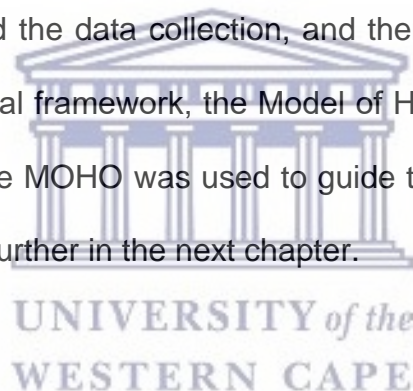 d the data collection, and the
al framework, the Model of H
e MOHO was used to guide t
urther in the next chapter.
UNIVERSITY of the
WESTERN CAPE